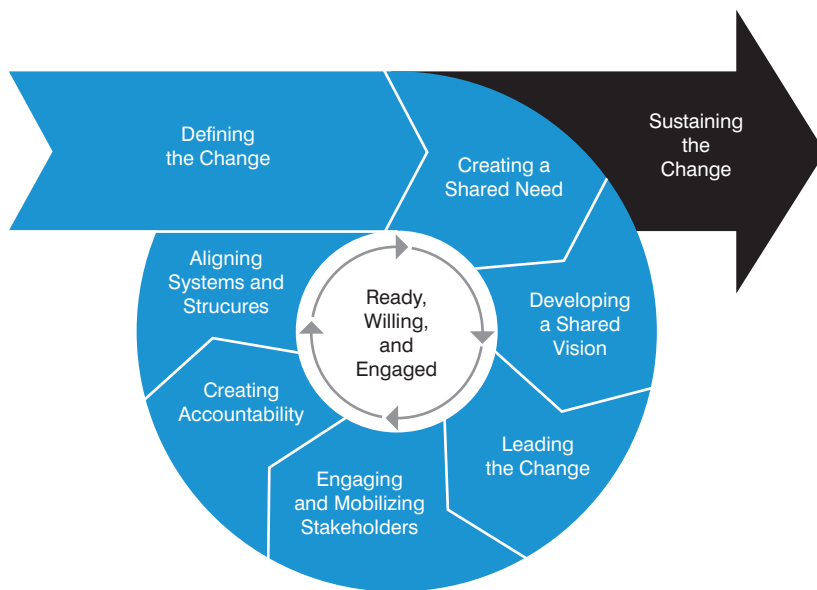 Defining
the Change
Creating a
Shared Need
Sustaining
the
Change
Developing
a Shared
Vision
Leading
the Change
Engaging
and Mobilizing
Stakeholders
Creating
Accountability
Aligning
Systems and
Strucures
Ready,
Willing,
and
Engaged